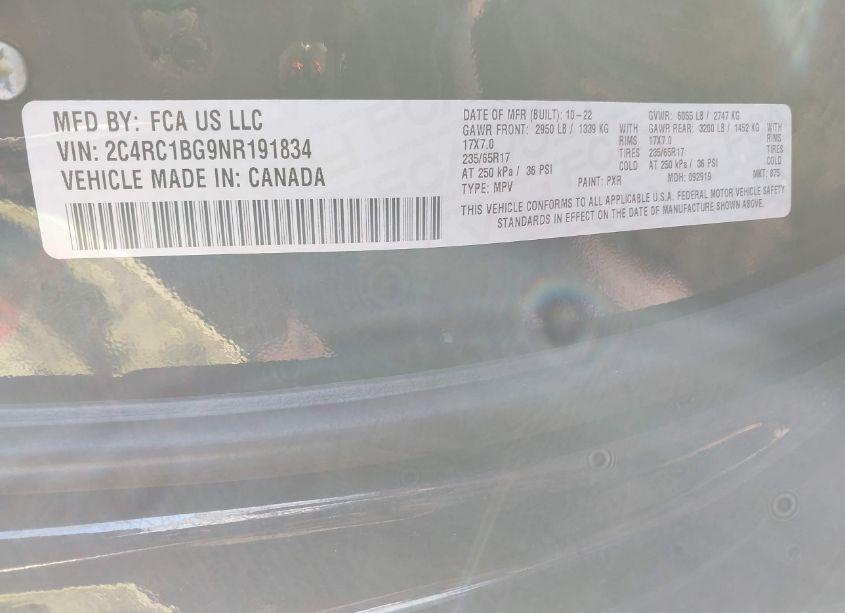 MFD BY: FCA US LLC
VIN: 2C4RC1BG9NR191834
VEHICLE MADE IN: CANADA
DATE OF MFR (BUILT): 10-22 GVWR: 6055 LB / 2747 KG
GAWR FRONT: 2950 LB / 1339 KG WITH GAWR REAR: 3200 LB / 1452 KG WITH
17X7.0 RIMS 17X7.0 RIMS
235/65R17 TIRES 235/65R17 TIRES
AT 250 kPa / 36 PSI COLD AT 250 kPa / 36 PSI COLD
TYPE: MPV PAINT: PXR MDH: 092919 MKT: 875
THIS VEHICLE CONFORMS TO ALL APPLICABLE U.S.A. FEDERAL MOTOR VEHICLE SAFETY
STANDARDS IN EFFECT ON THE DATE OF MANUFACTURE SHOWN ABOVE.